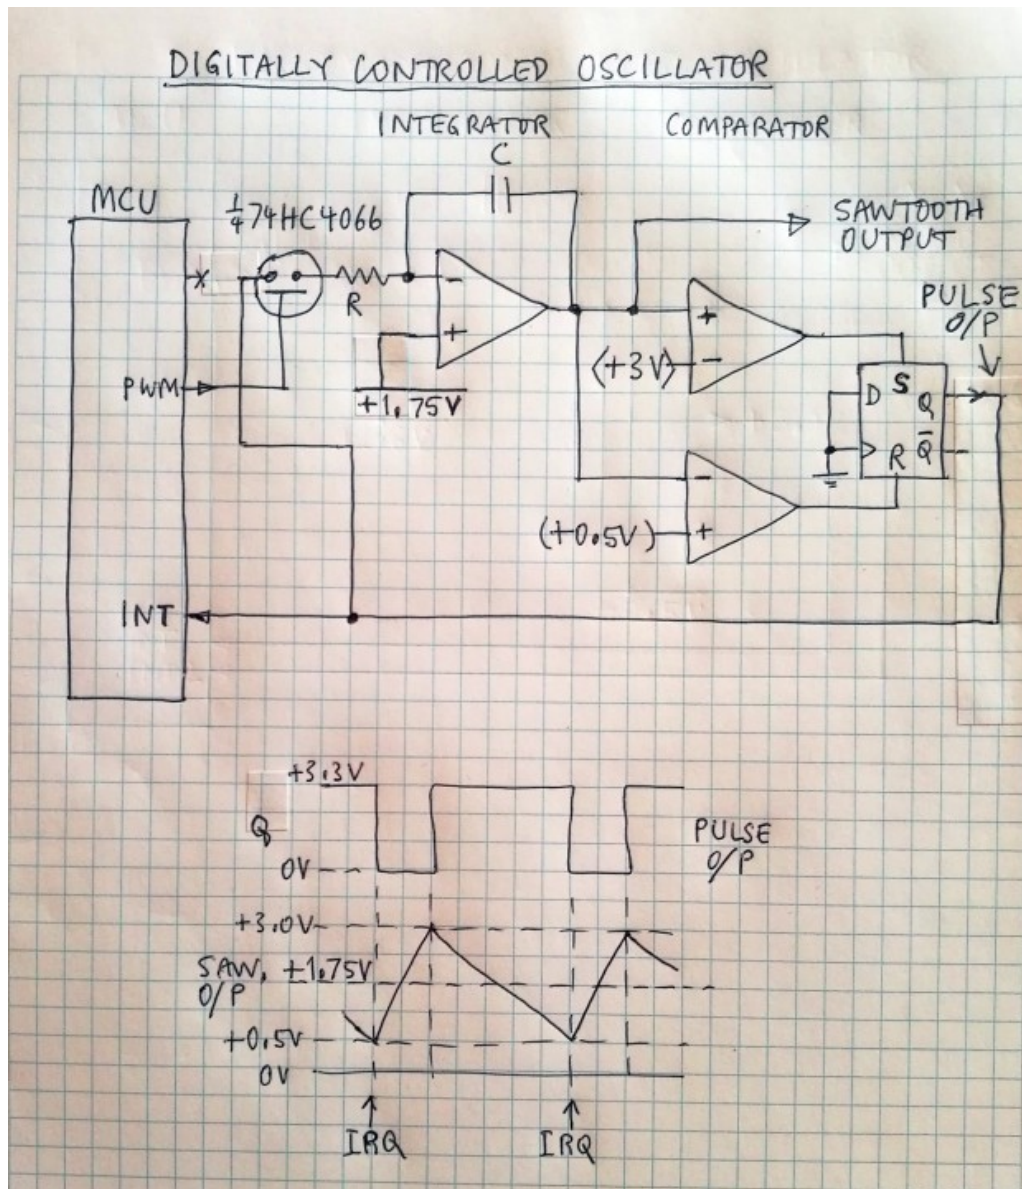 DIGITALLY CONTROLLED OSCILLATOR
INTEGRATOR
COMPARATOR
C
MCU
¼ 74HC4066
SAWTOOTH
OUTPUT
X
R
-
+
+
-
PULSE
O/P
(+3V)
PWM
+1.75V
D
S
Q
R
Q̅
-
+
(+0.5V)
INT
+3.3V
Q
0V
PULSE
O/P
+3.0V
SAW.
O/P
+1.75V
+0.5V
0V
IRQ
IRQ